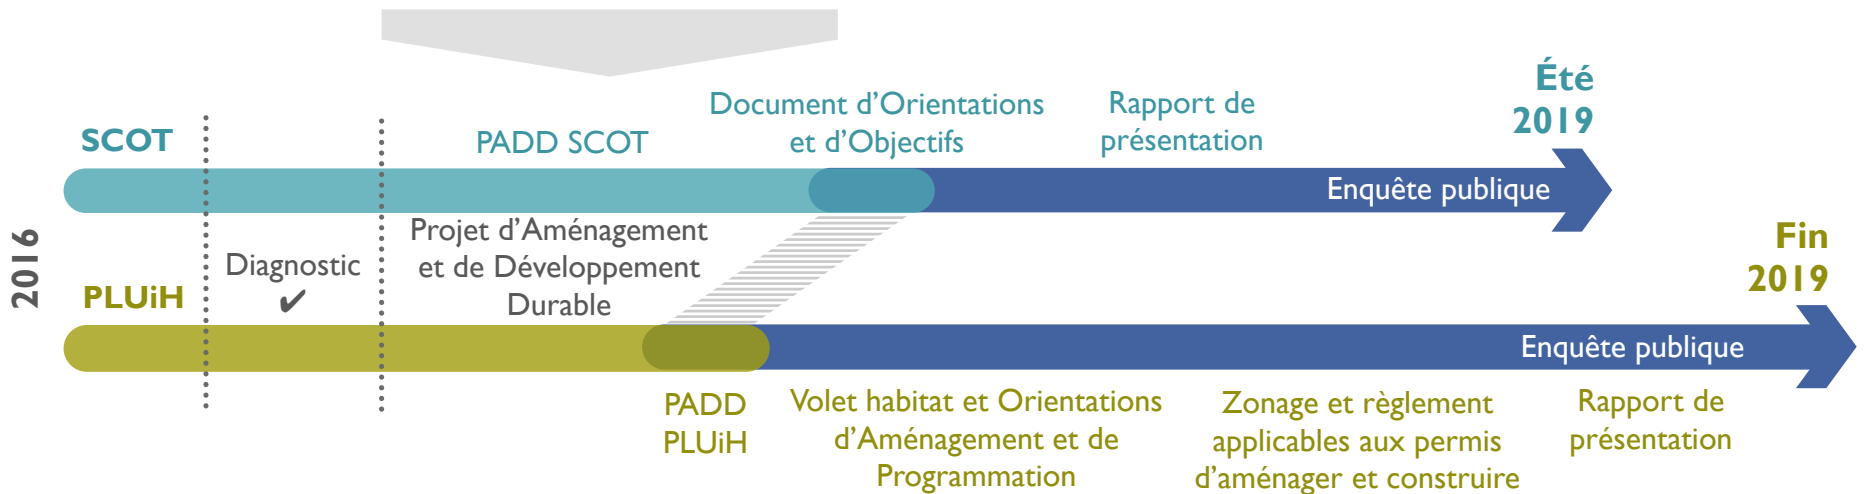 Été
2019
SCOT
PADD SCOT
Document d'Orientations
et d'Objectifs
Rapport de
présentation
Enquête publique
2016
Diagnostic
✔
Projet d'Aménagement
et de Développement
Durable
Fin
2019
PLUiH
Enquête publique
PADD
PLUiH
Volet habitat et Orientations
d'Aménagement et de
Programmation
Zonage et règlement
applicables aux permis
d'aménager et construire
Rapport de
présentation